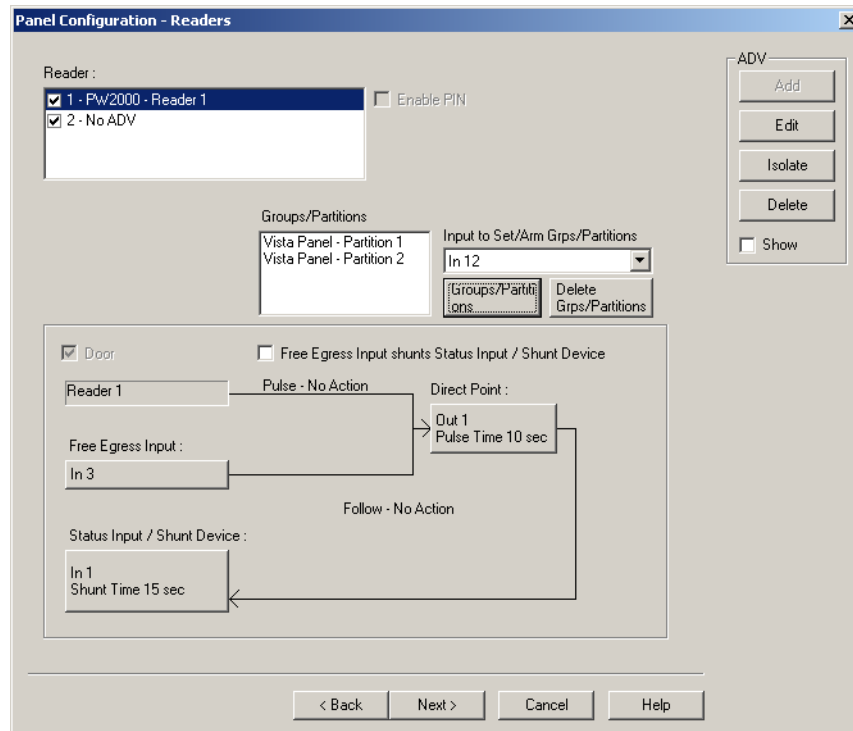 Panel Configuration - Readers
Reader :
1 - PW2000 - Reader 1
2 - No ADV
Enable PIN
ADV
Add
Edit
Isolate
Delete
Show
Groups/Partitions
Vista Panel - Partition 1
Vista Panel - Partition 2
Input to Set/Arm Grps/Partitions
In 12
Groups/Partiti
ons
Delete
Grps/Partitions
Door
Free Egress Input shunts Status Input / Shunt Device
Reader 1
Pulse - No Action
Direct Point :
Out 1
Pulse Time 10 sec
Free Egress Input :
In 3
Follow - No Action
Status Input / Shunt Device :
In 1
Shunt Time 15 sec
< Back
Next >
Cancel
Help